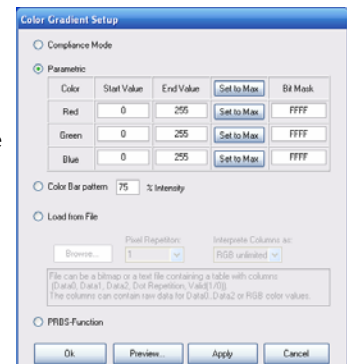 Color Gradient Setup
Compliance Mode
Parametric
Color Start Value End Value Set to Max Bit Mask
Red 0 255 Set to Max FFFF
Green 0 255 Set to Max FFFF
Blue 0 255 Set to Max FFFF
Color Bar pattern 75 % Intensity
Load from File
Pixel Repetition: Interprete Columns as:
Browse... 1 RGB unlimited
File can be a bitmap or a text file containing a table with columns
(Data0, Data1, Data2, Dot Repetition, Valid[1/0]).
The columns can contain raw data for Data0..Data2 or RGB color values.
PRBS-Function
Ok Preview... Apply Cancel